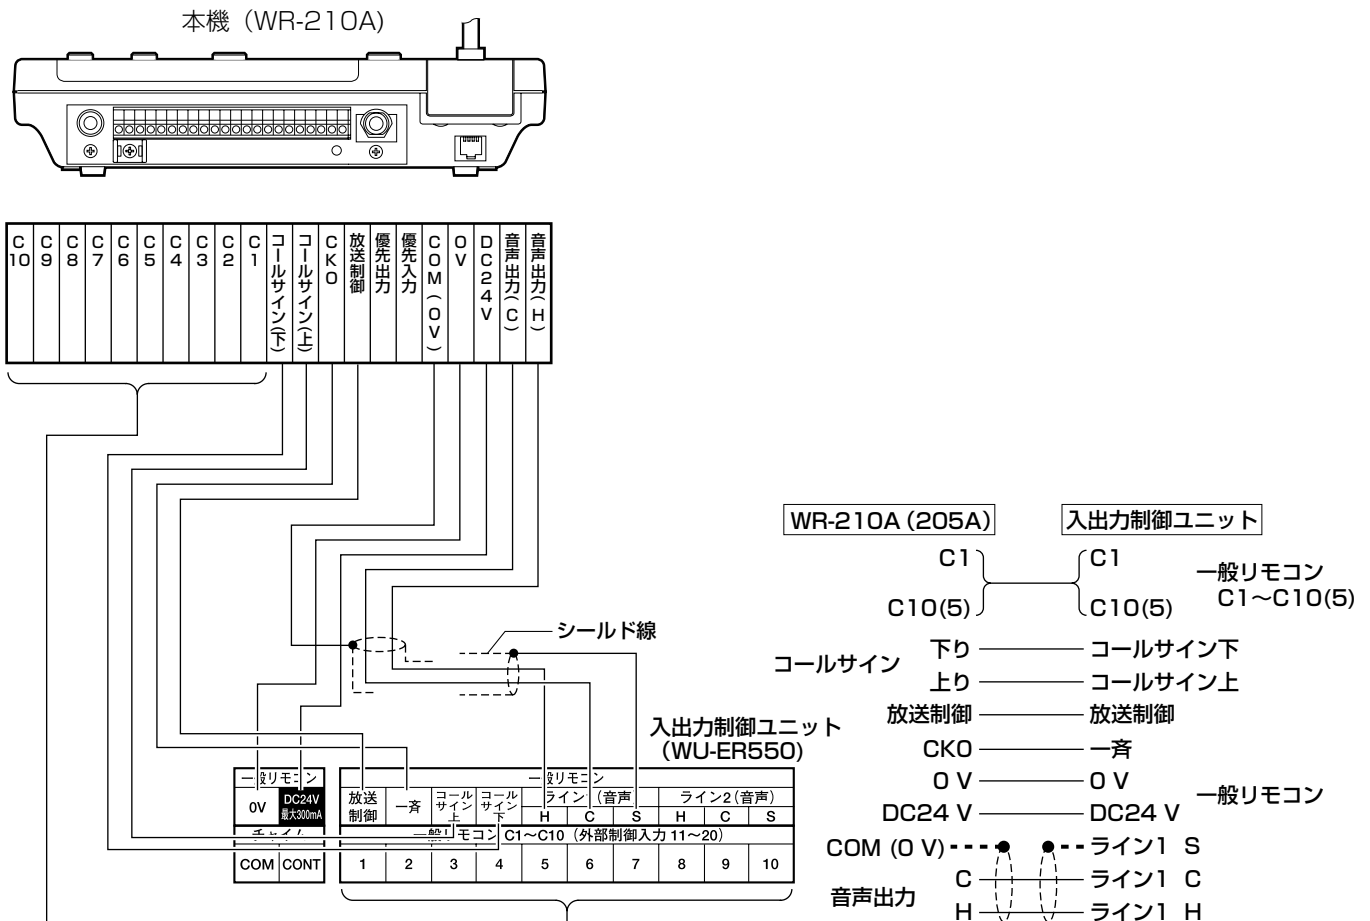 本機（WR-210A）
C10 C9 C8 C7 C6 C5 C4 C3 C2 C1 コールサイン（下） コールサイン（上） CK0 放送制御 優先出力 優先入力 COM（0V） 0V DC24V 音声出力（C） 音声出力（H）
シールド線
入出力制御ユニット
（WU-ER550）
一般リモコン 一般リモコン
0V DC24V 最大300mA 放送制御 一斉 コールサイン上 コールサイン下 ライン1（音声） ライン2（音声）
H C S H C S
チャイム 一般リモコン C1～C10（外部制御入力 11～20）
COM CONT 1 2 3 4 5 6 7 8 9 10
WR-210A（205A） 入出力制御ユニット
C1 C1
C10(5) C10(5)
一般リモコン
C1～C10(5)
コールサイン
下り コールサイン下
上り コールサイン上
放送制御 放送制御
CK0 一斉
0 V 0 V
DC24 V DC24 V
一般リモコン
COM (0 V) ライン1 S
音声出力
C ライン1 C
H ライン1 H